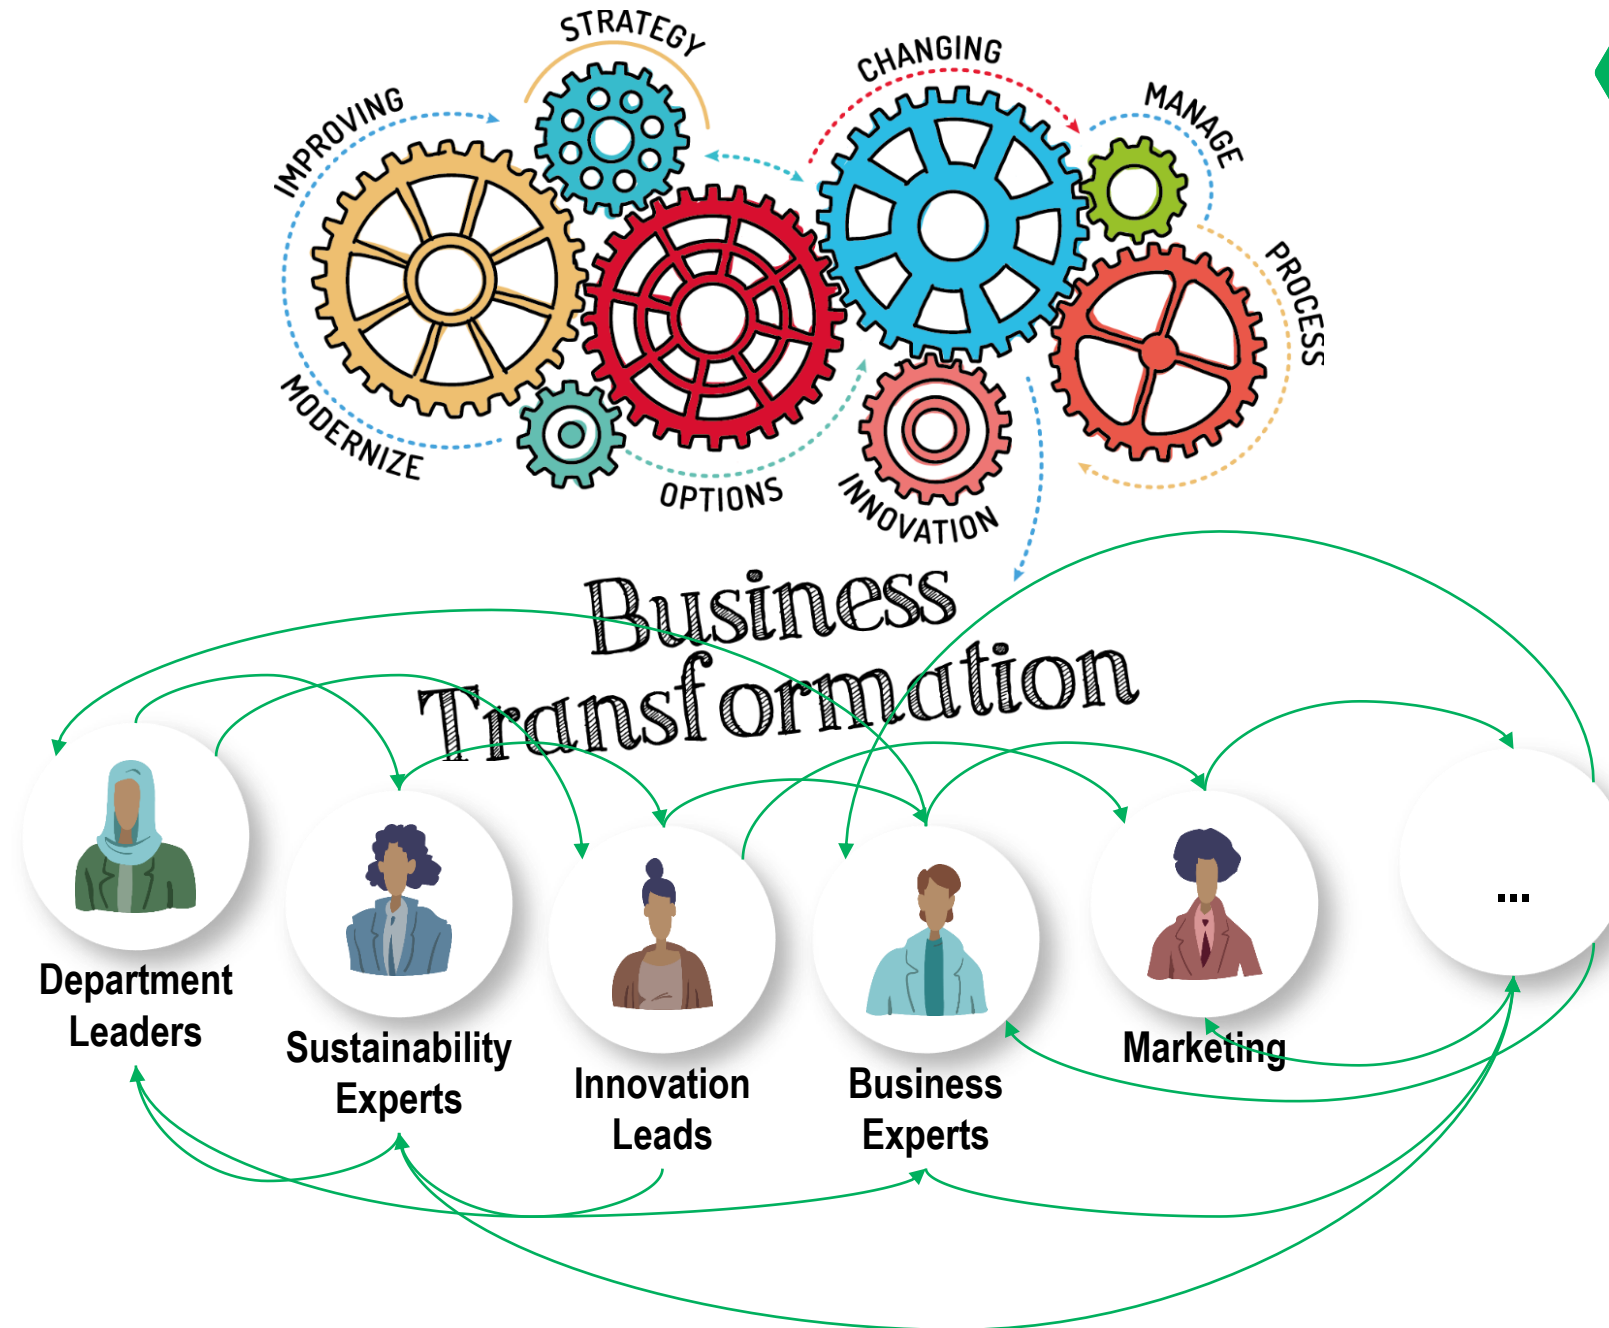 STRATEGY
CHANGING
IMPROVING
MANAGE
PROCESS
MODERNIZE
OPTIONS
INNOVATION
Business
Transformation
Department
Leaders
Sustainability
Experts
Innovation
Leads
Business
Experts
Marketing
...